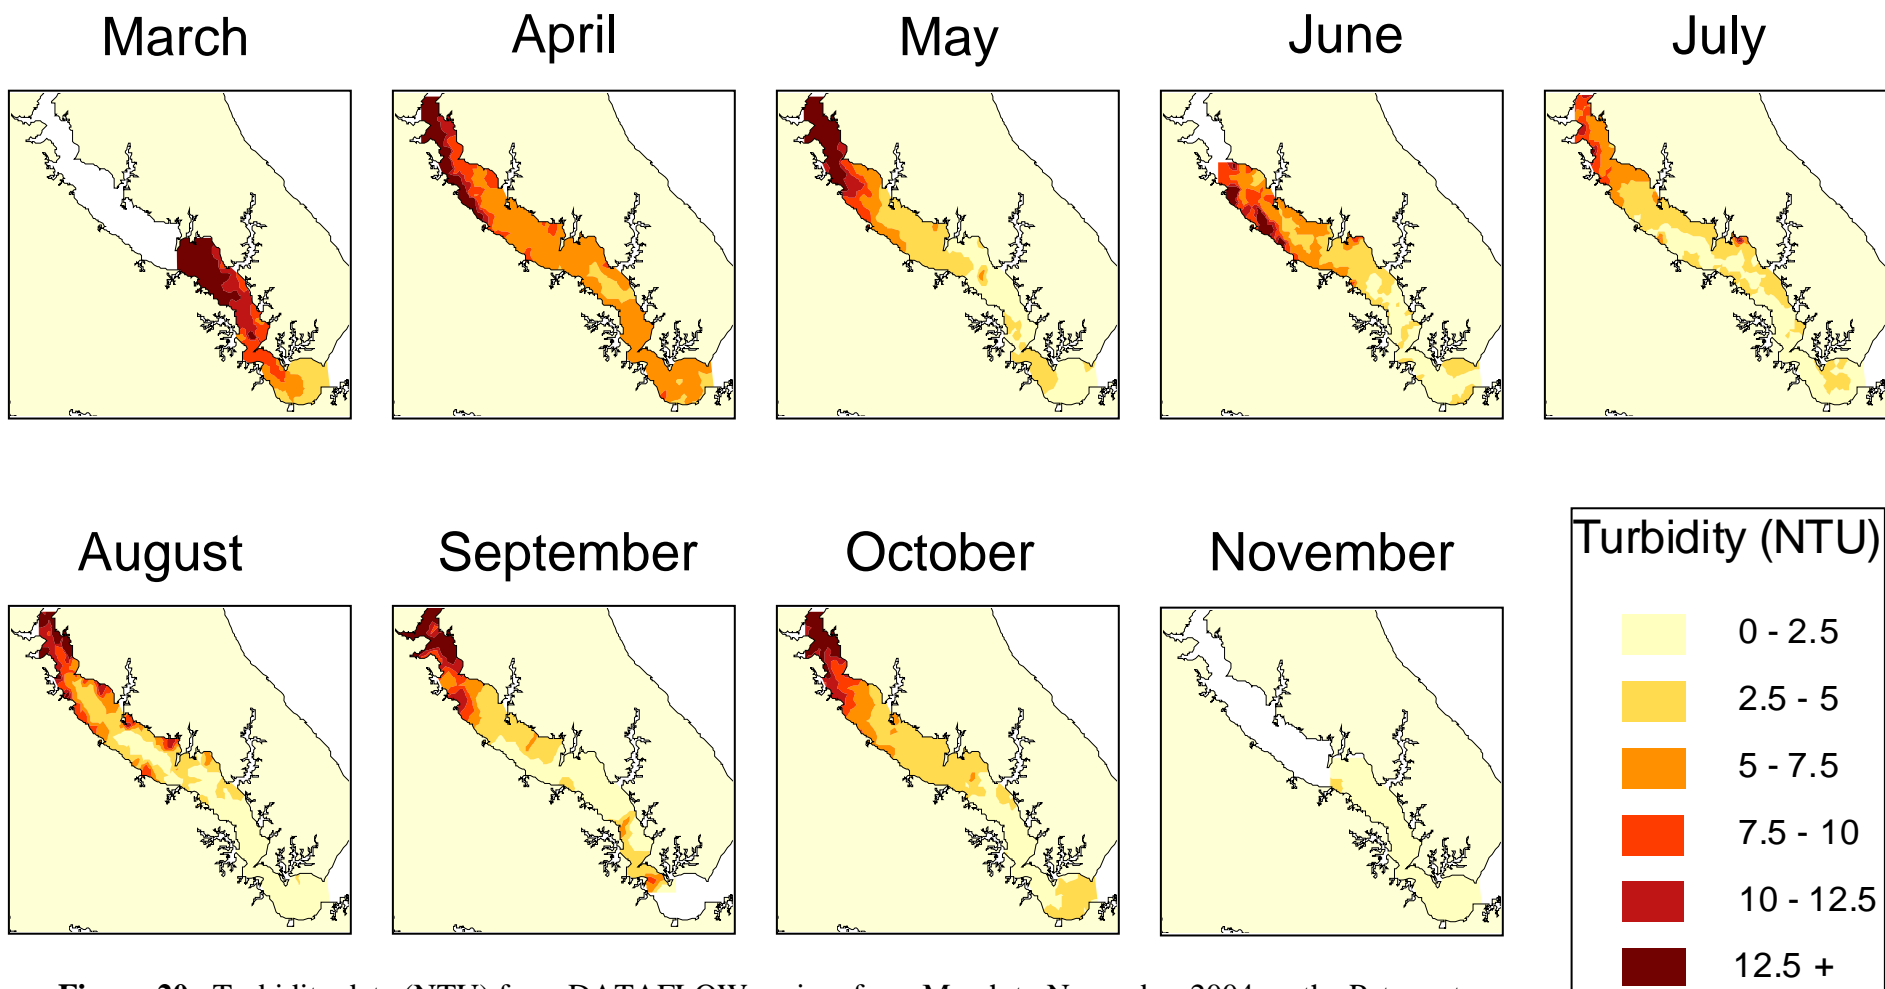 March
April
May
June
July
August
September
October
November
Turbidity (NTU)
0 - 2.5
2.5 - 5
5 - 7.5
7.5 - 10
10 - 12.5
12.5 +